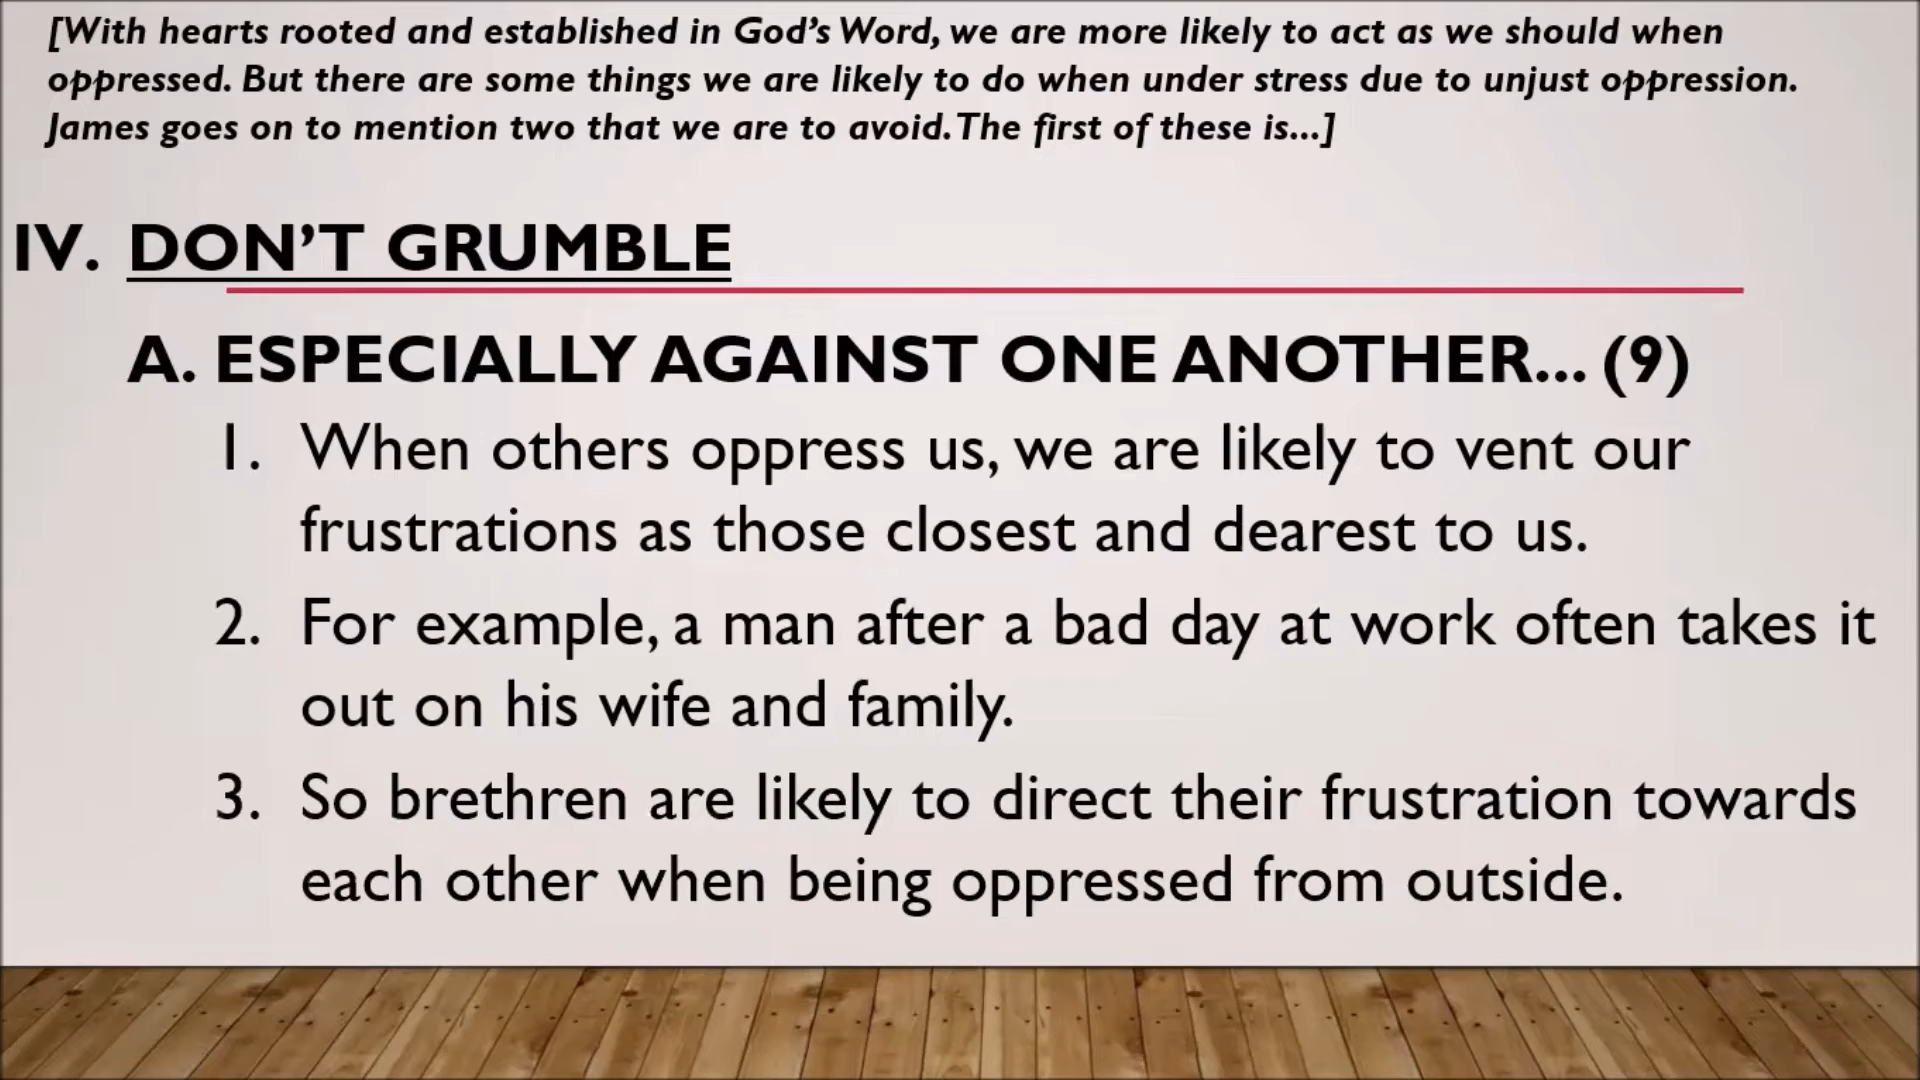 [With hearts rooted and established in God's Word, we are more likely to act as we should when
oppressed. But there are some things we are likely to do when under stress due to unjust oppression.
James goes on to mention two that we are to avoid. The first of these is...]
IV. DON'T GRUMBLE
A. ESPECIALLY AGAINST ONE ANOTHER... (9)
1. When others oppress us, we are likely to vent our
frustrations as those closest and dearest to us.
2. For example, a man after a bad day at work often takes it
out on his wife and family.
3. So brethren are likely to direct their frustration towards
each other when being oppressed from outside.